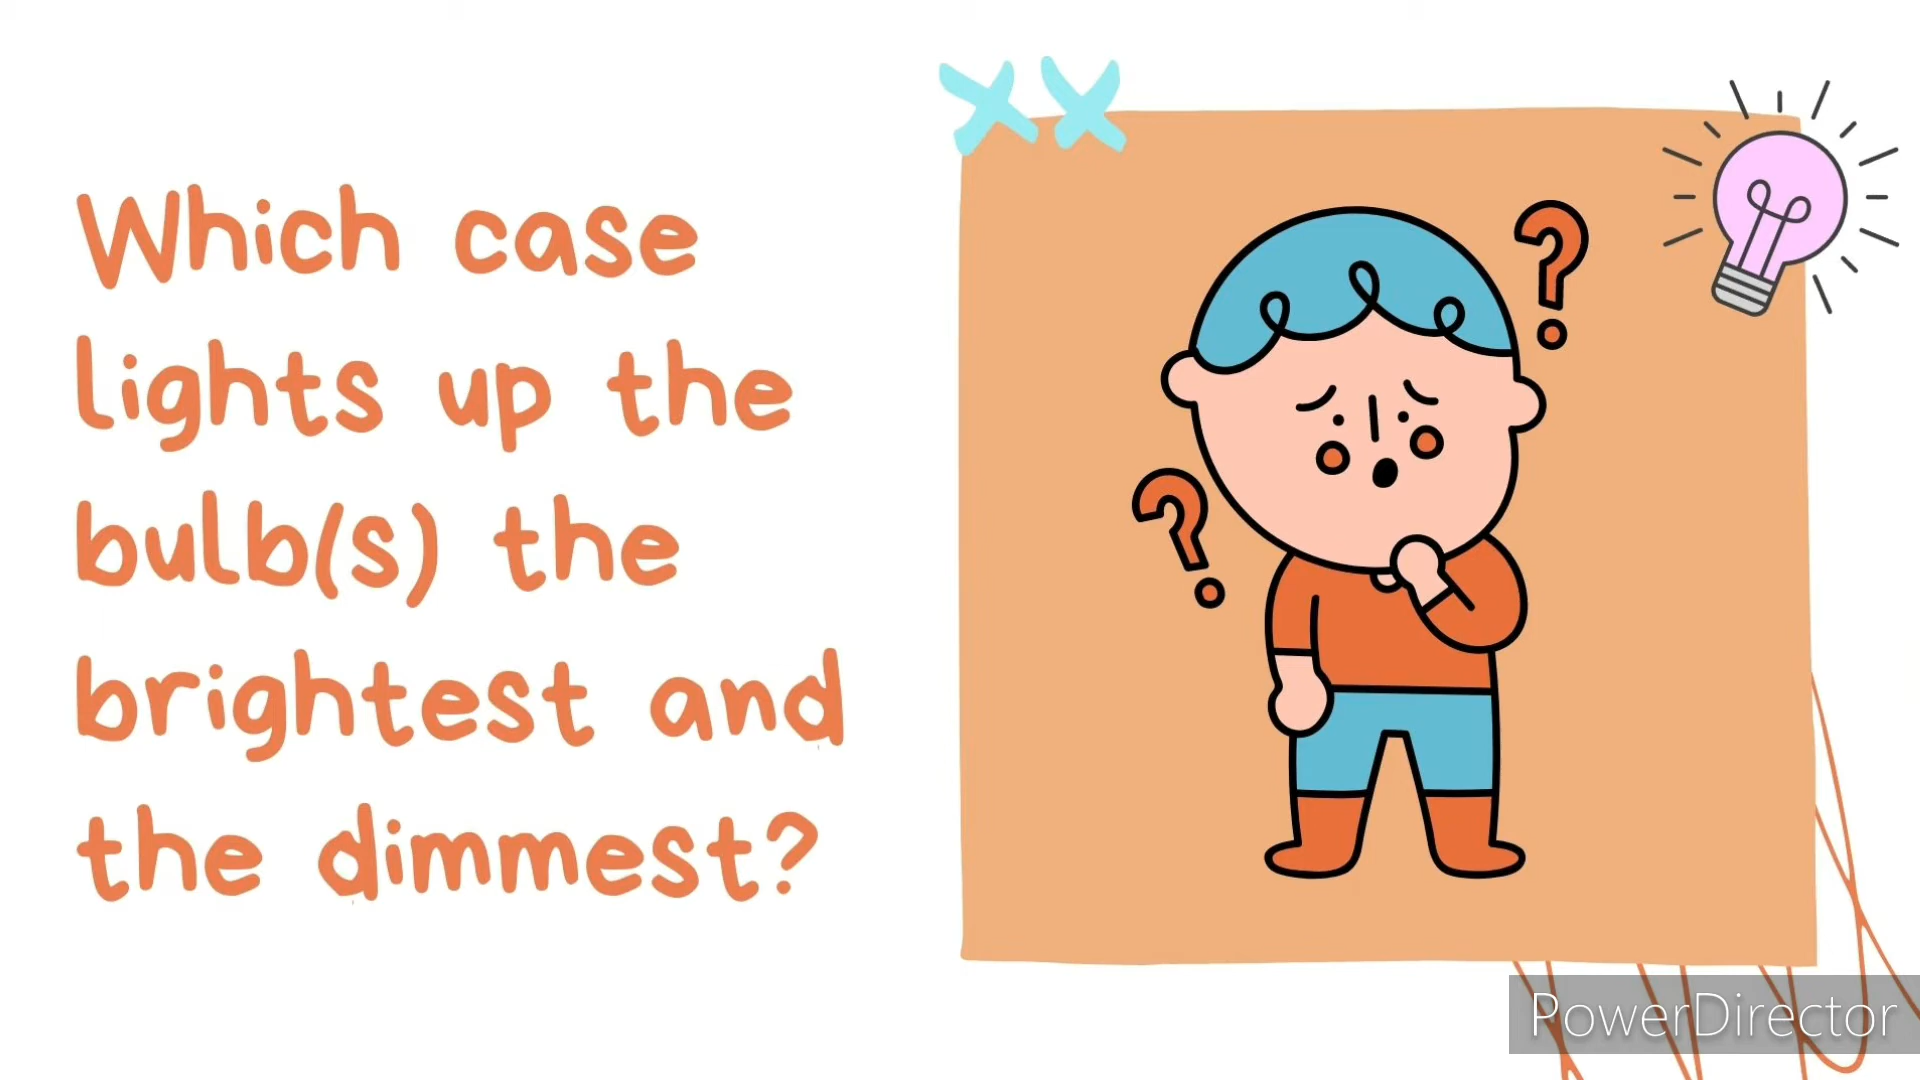 Which case
lights up the
bulb(s) the
brightest and
the dimmest?
PowerDirector